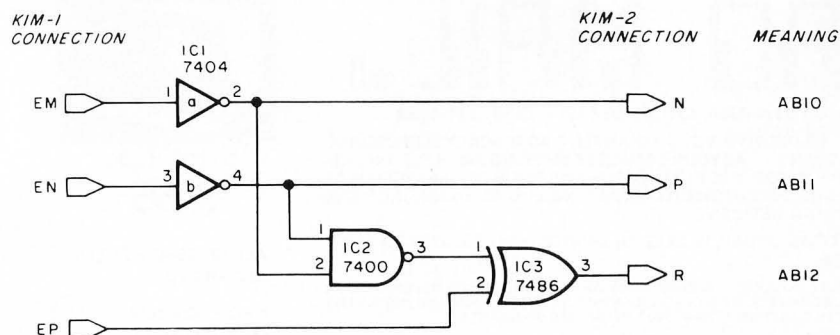 KIM-1
CONNECTION
KIM-2
CONNECTION
MEANING
IC1
7404
EM
1
a
2
N
AB10
EN
3
b
4
P
AB11
1
2
IC2
7400
3
1
2
IC3
7486
3
R
AB12
EP